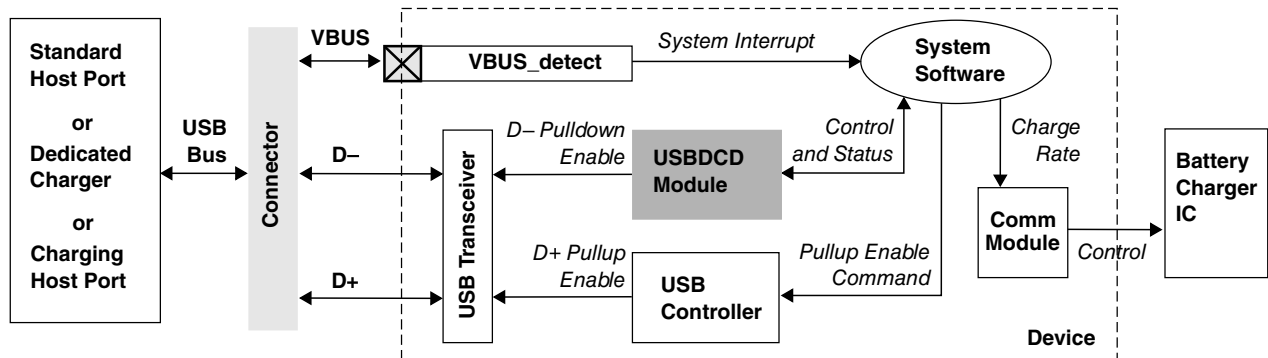 Standard
Host Port
or
Dedicated
Charger
or
Charging
Host Port
USB
Bus
Connector
VBUS
D–
D+
VBUS_detect
System Interrupt
System
Software
USB Transceiver
D– Pulldown
Enable
USBDCD
Module
Control
and Status
Charge
Rate
D+ Pullup
Enable
USB
Controller
Pullup Enable
Command
Comm
Module
Control
Battery
Charger
IC
Device